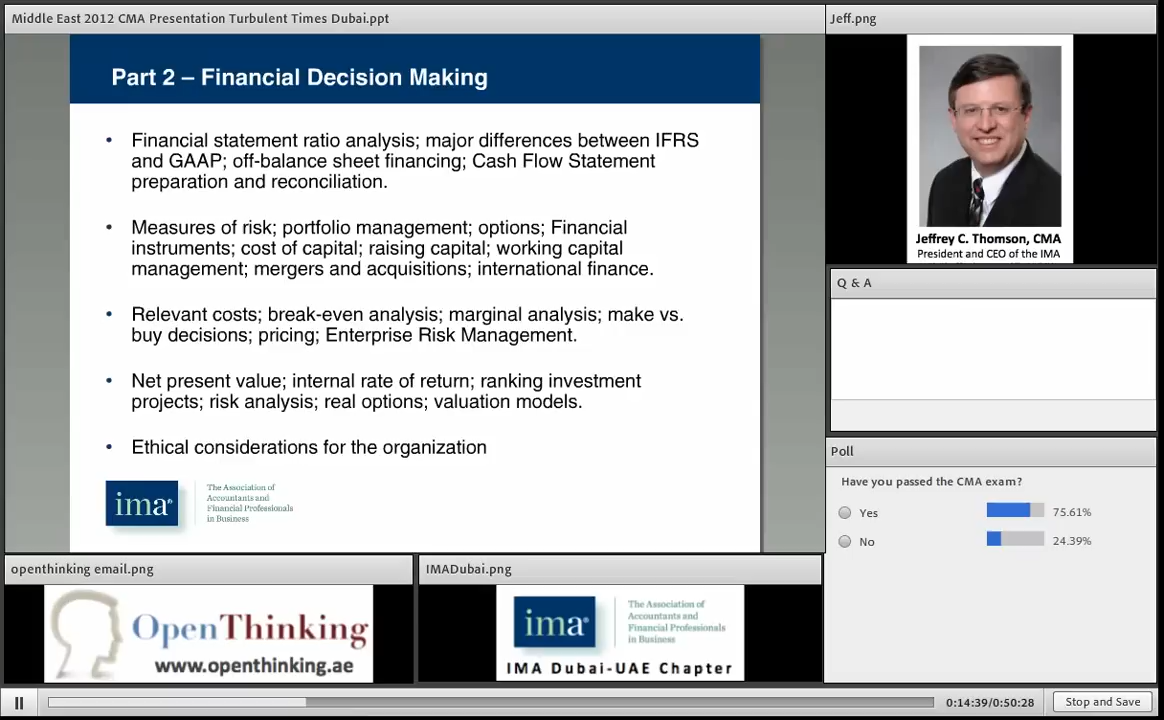 Middle East 2012 CMA Presentation Turbulent Times Dubai.ppt
Part 2 – Financial Decision Making
• Financial statement ratio analysis; major differences between IFRS
and GAAP; off-balance sheet financing; Cash Flow Statement
preparation and reconciliation.
• Measures of risk; portfolio management; options; Financial
instruments; cost of capital; raising capital; working capital
management; mergers and acquisitions; international finance.
• Relevant costs; break-even analysis; marginal analysis; make vs.
buy decisions; pricing; Enterprise Risk Management.
• Net present value; internal rate of return; ranking investment
projects; risk analysis; real options; valuation models.
• Ethical considerations for the organization
ima®
The Association of
Accountants and
Financial Professionals
in Business
Jeff.png
Jeffrey C. Thomson, CMA
President and CEO of the IMA
Q & A
Poll
Have you passed the CMA exam?
Yes 75.61%
No 24.39%
openthinking email.png
OpenThinking
www.openthinking.ae
IMADubai.png
ima®
The Association of
Accountants and
Financial Professionals
in Business
IMA Dubai-UAE Chapter
0:14:39/0:50:28
Stop and Save